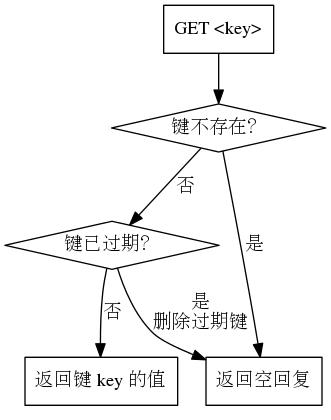 GET <key>
键不存在?
否
是
键已过期?
否
是
删除过期键
返回键 key 的值
返回空回复